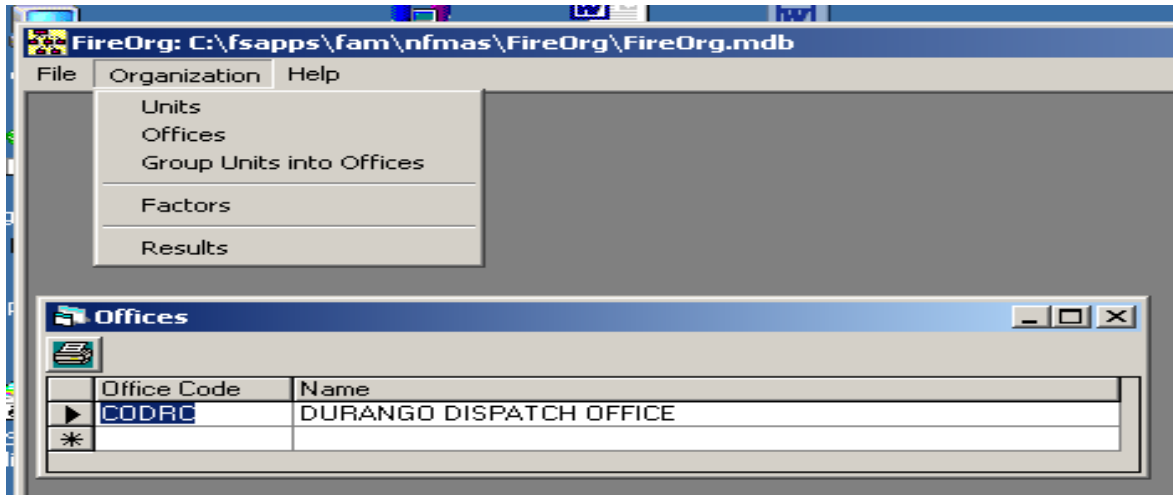 FireOrg: C:\fsapps\fam\nfmas\FireOrg\FireOrg.mdb
File Organization Help
Units
Offices
Group Units into Offices
Factors
Results
Offices
Office Code Name
CODRC DURANGO DISPATCH OFFICE